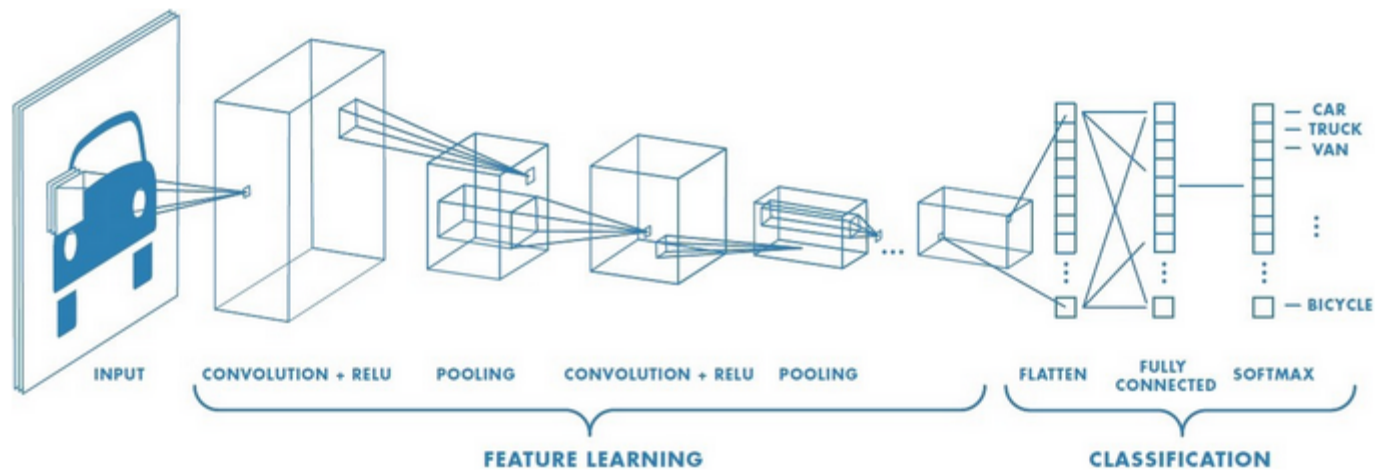 CAR
TRUCK
VAN
BICYCLE
INPUT
CONVOLUTION + RELU
POOLING
CONVOLUTION + RELU
POOLING
FLATTEN
FULLY
CONNECTED
SOFTMAX
FEATURE LEARNING
CLASSIFICATION